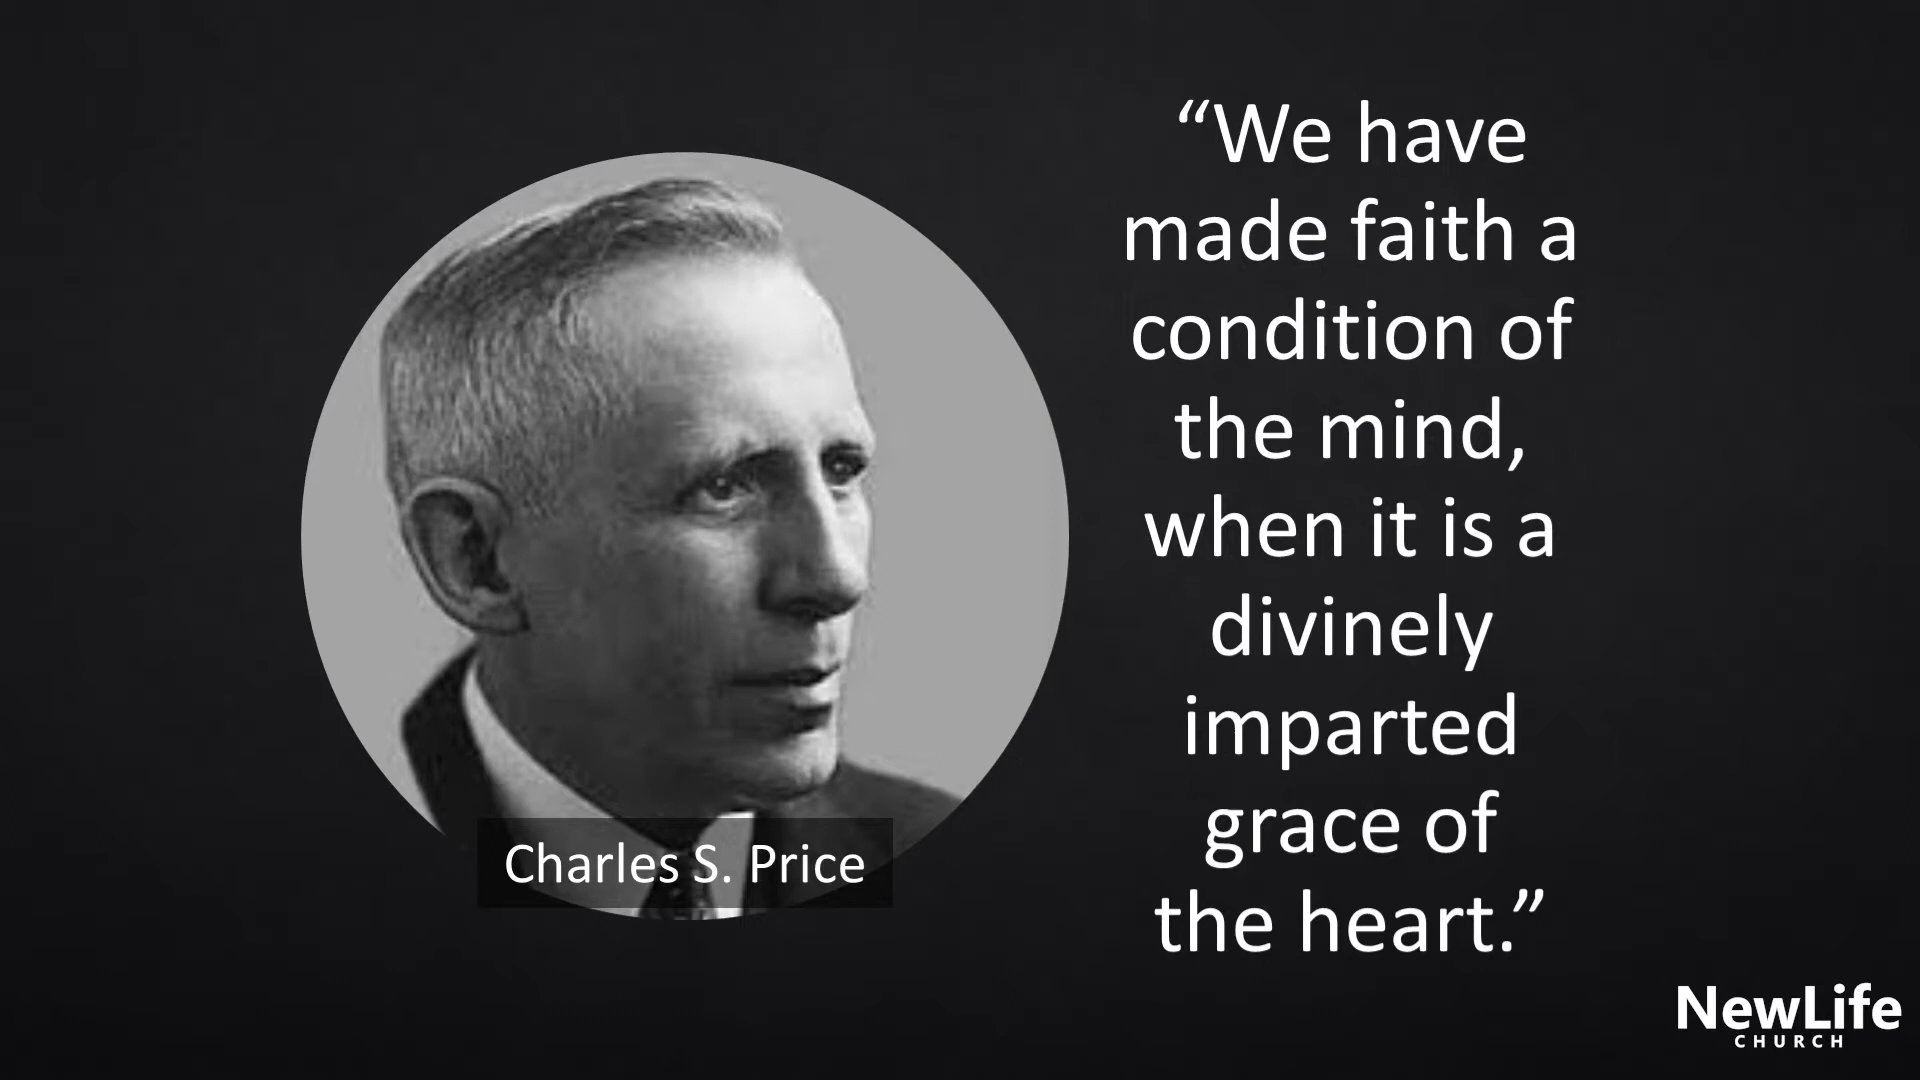 “We have
made faith a
condition of
the mind,
when it is a
divinely
imparted
grace of
the heart.”
Charles S. Price
NewLife
CHURCH